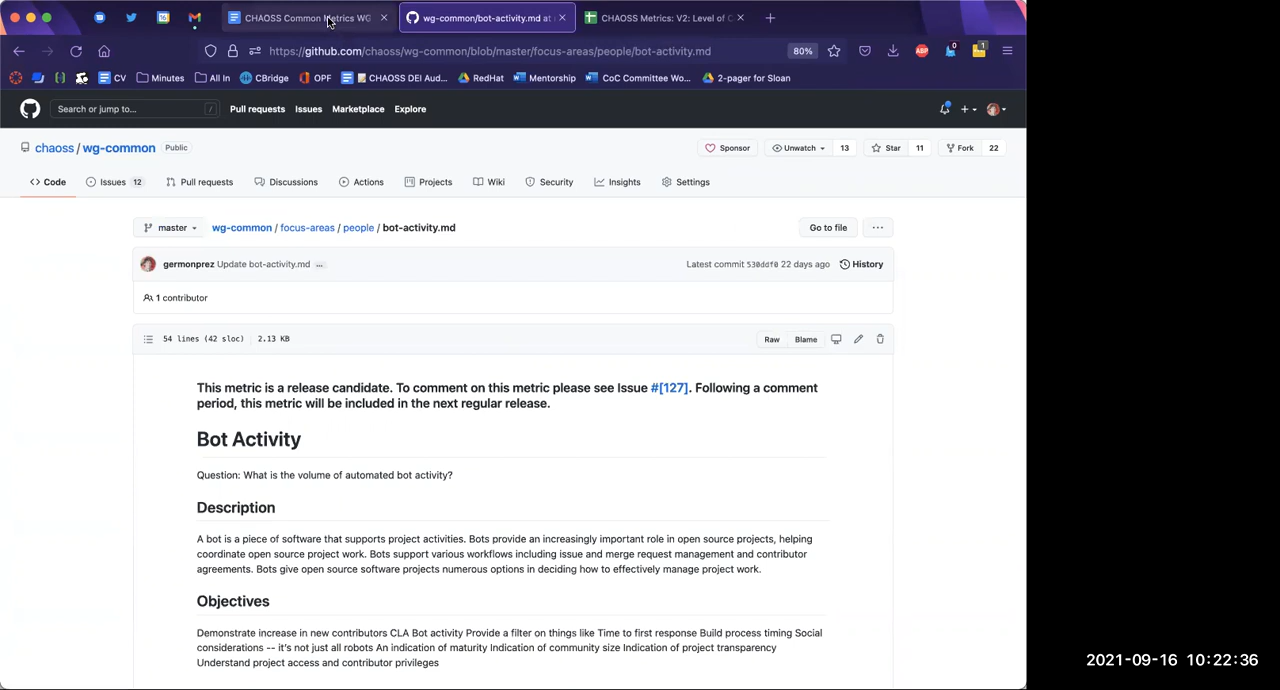 CHAOSS Common Metrics WG
wg-common/bot-activity.md at
CHAOSS Metrics: V2: Level of C
https://github.com/chaoss/wg-common/blob/master/focus-areas/people/bot-activity.md
80%
CV
Minutes
All In
CBridge
OPF
CHAOSS DEI Aud...
RedHat
Mentorship
CoC Committee Wo...
2-pager for Sloan
Search or jump to...
/
Pull requests
Issues
Marketplace
Explore
chaoss / wg-common
Public
Sponsor
Unwatch
13
Star
11
Fork
22
Code
Issues 12
Pull requests
Discussions
Actions
Projects
Wiki
Security
Insights
Settings
master
wg-common / focus-areas / people / bot-activity.md
Go to file
...
germonprez Update bot-activity.md ...
Latest commit 530ddf0 22 days ago
History
1 contributor
54 lines (42 sloc)
2.13 KB
Raw
Blame
This metric is a release candidate. To comment on this metric please see Issue #[127]. Following a comment
period, this metric will be included in the next regular release.
Bot Activity
Question: What is the volume of automated bot activity?
Description
A bot is a piece of software that supports project activities. Bots provide an increasingly important role in open source projects, helping
coordinate open source project work. Bots support various workflows including issue and merge request management and contributor
agreements. Bots give open source software projects numerous options in deciding how to effectively manage project work.
Objectives
Demonstrate increase in new contributors CLA Bot activity Provide a filter on things like Time to first response Build process timing Social
considerations -- it's not just all robots An indication of maturity Indication of community size Indication of project transparency
Understand project access and contributor privileges
2021-09-16 10:22:36